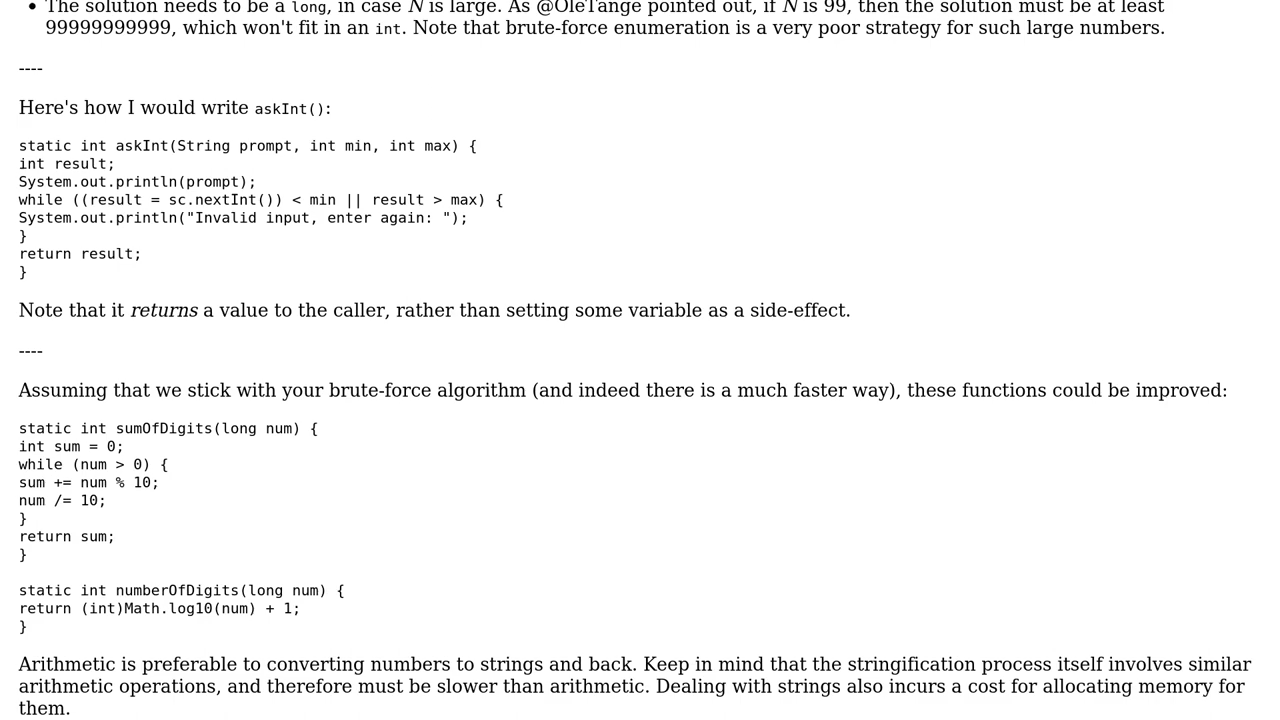 • The solution needs to be a long, in case N is large. As @OleTange pointed out, if N is 99, then the solution must be at least
99999999999, which won't fit in an int. Note that brute-force enumeration is a very poor strategy for such large numbers.
----
Here's how I would write askInt():
static int askInt(String prompt, int min, int max) {
int result;
System.out.println(prompt);
while ((result = sc.nextInt()) < min || result > max) {
System.out.println("Invalid input, enter again: ");
}
return result;
}
Note that it returns a value to the caller, rather than setting some variable as a side-effect.
----
Assuming that we stick with your brute-force algorithm (and indeed there is a much faster way), these functions could be improved:
static int sumOfDigits(long num) {
int sum = 0;
while (num > 0) {
sum += num % 10;
num /= 10;
}
return sum;
}
static int numberOfDigits(long num) {
return (int)Math.log10(num) + 1;
}
Arithmetic is preferable to converting numbers to strings and back. Keep in mind that the stringification process itself involves similar
arithmetic operations, and therefore must be slower than arithmetic. Dealing with strings also incurs a cost for allocating memory for
them.